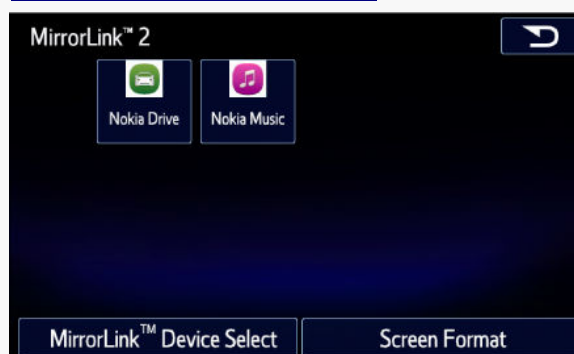 MirrorLink™ 2
Nokia Drive Nokia Music
MirrorLink™ Device Select Screen Format